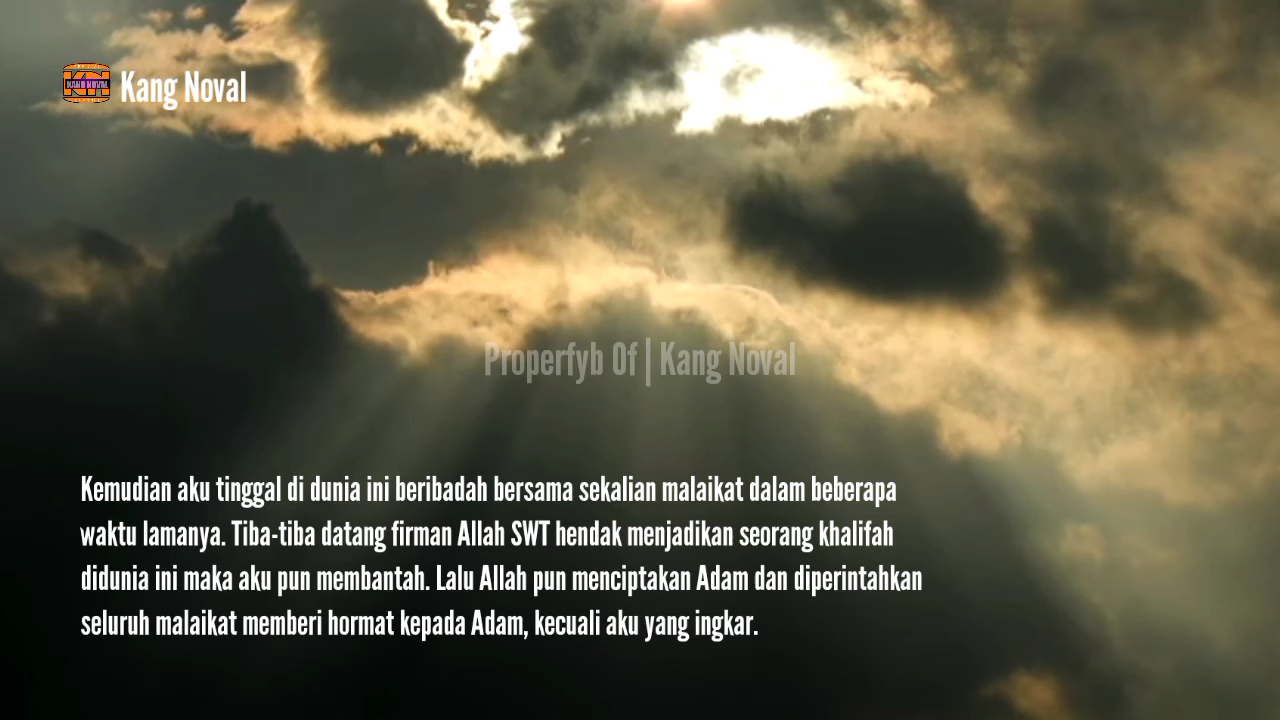 KANG NOVAL
Kang Noval
Properfyb Of | Kang Noval
Kemudian aku tinggal di dunia ini beribadah bersama sekalian malaikat dalam beberapa
waktu lamanya. Tiba-tiba datang firman Allah SWT hendak menjadikan seorang khalifah
didunia ini maka aku pun membantah. Lalu Allah pun menciptakan Adam dan diperintahkan
seluruh malaikat memberi hormat kepada Adam, kecuali aku yang ingkar.